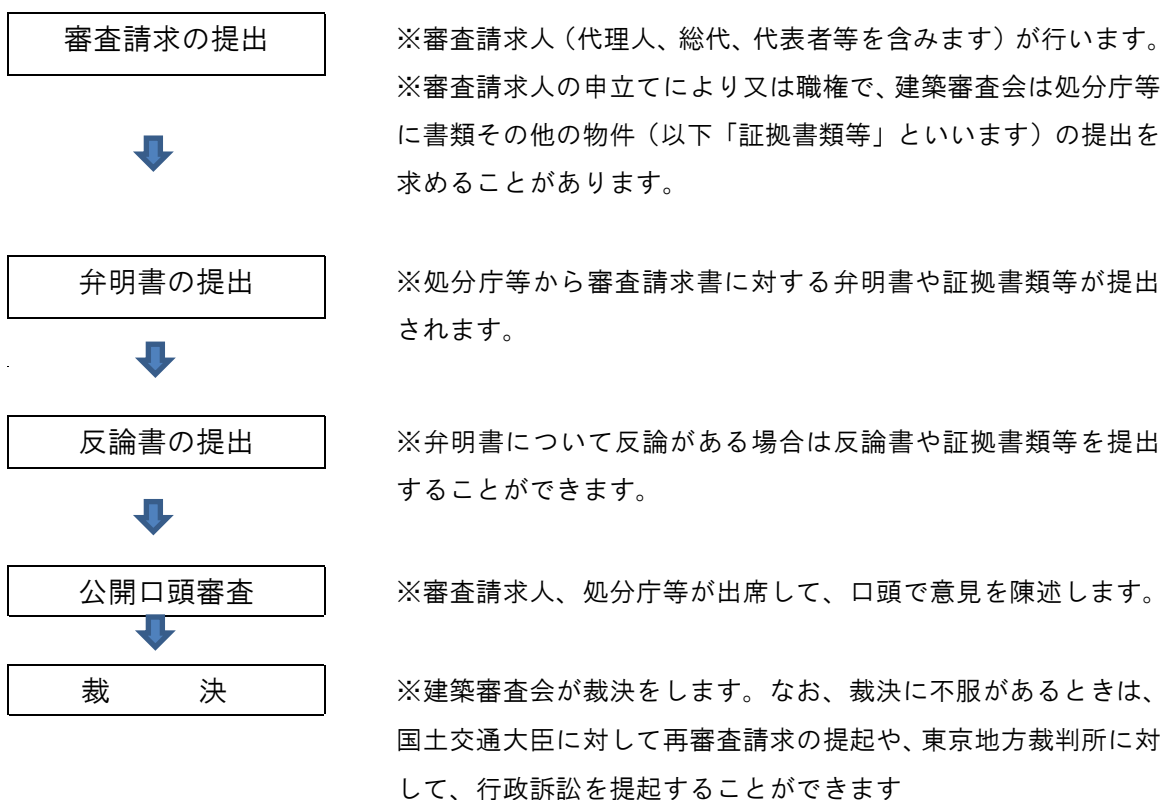 審査請求の提出
※審査請求人（代理人、総代、代表者等を含みます）が行います。
※審査請求人の申立てにより又は職権で、建築審査会は処分庁等
に書類その他の物件（以下「証拠書類等」といいます）の提出を
求めることがあります。
弁明書の提出
※処分庁等から審査請求書に対する弁明書や証拠書類等が提出
されます。
反論書の提出
※弁明書について反論がある場合は反論書や証拠書類等を提出
することができます。
公開口頭審査
※審査請求人、処分庁等が出席して、口頭で意見を陳述します。
裁　　　決
※建築審査会が裁決をします。なお、裁決に不服があるときは、
国土交通大臣に対して再審査請求の提起や、東京地方裁判所に対
して、行政訴訟を提起することができます